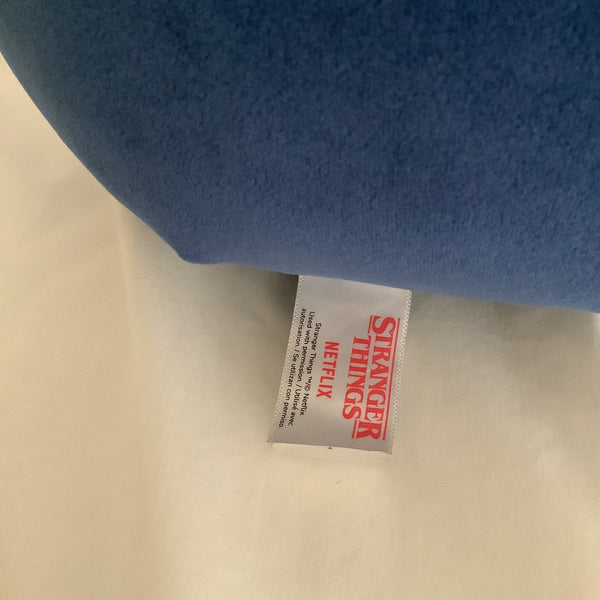 STRANGER
THINGS
NETFLIX
Stranger Things ™/© Netflix
Used with permission / Utilisé avec
autorisation / Se utilizan con permiso.